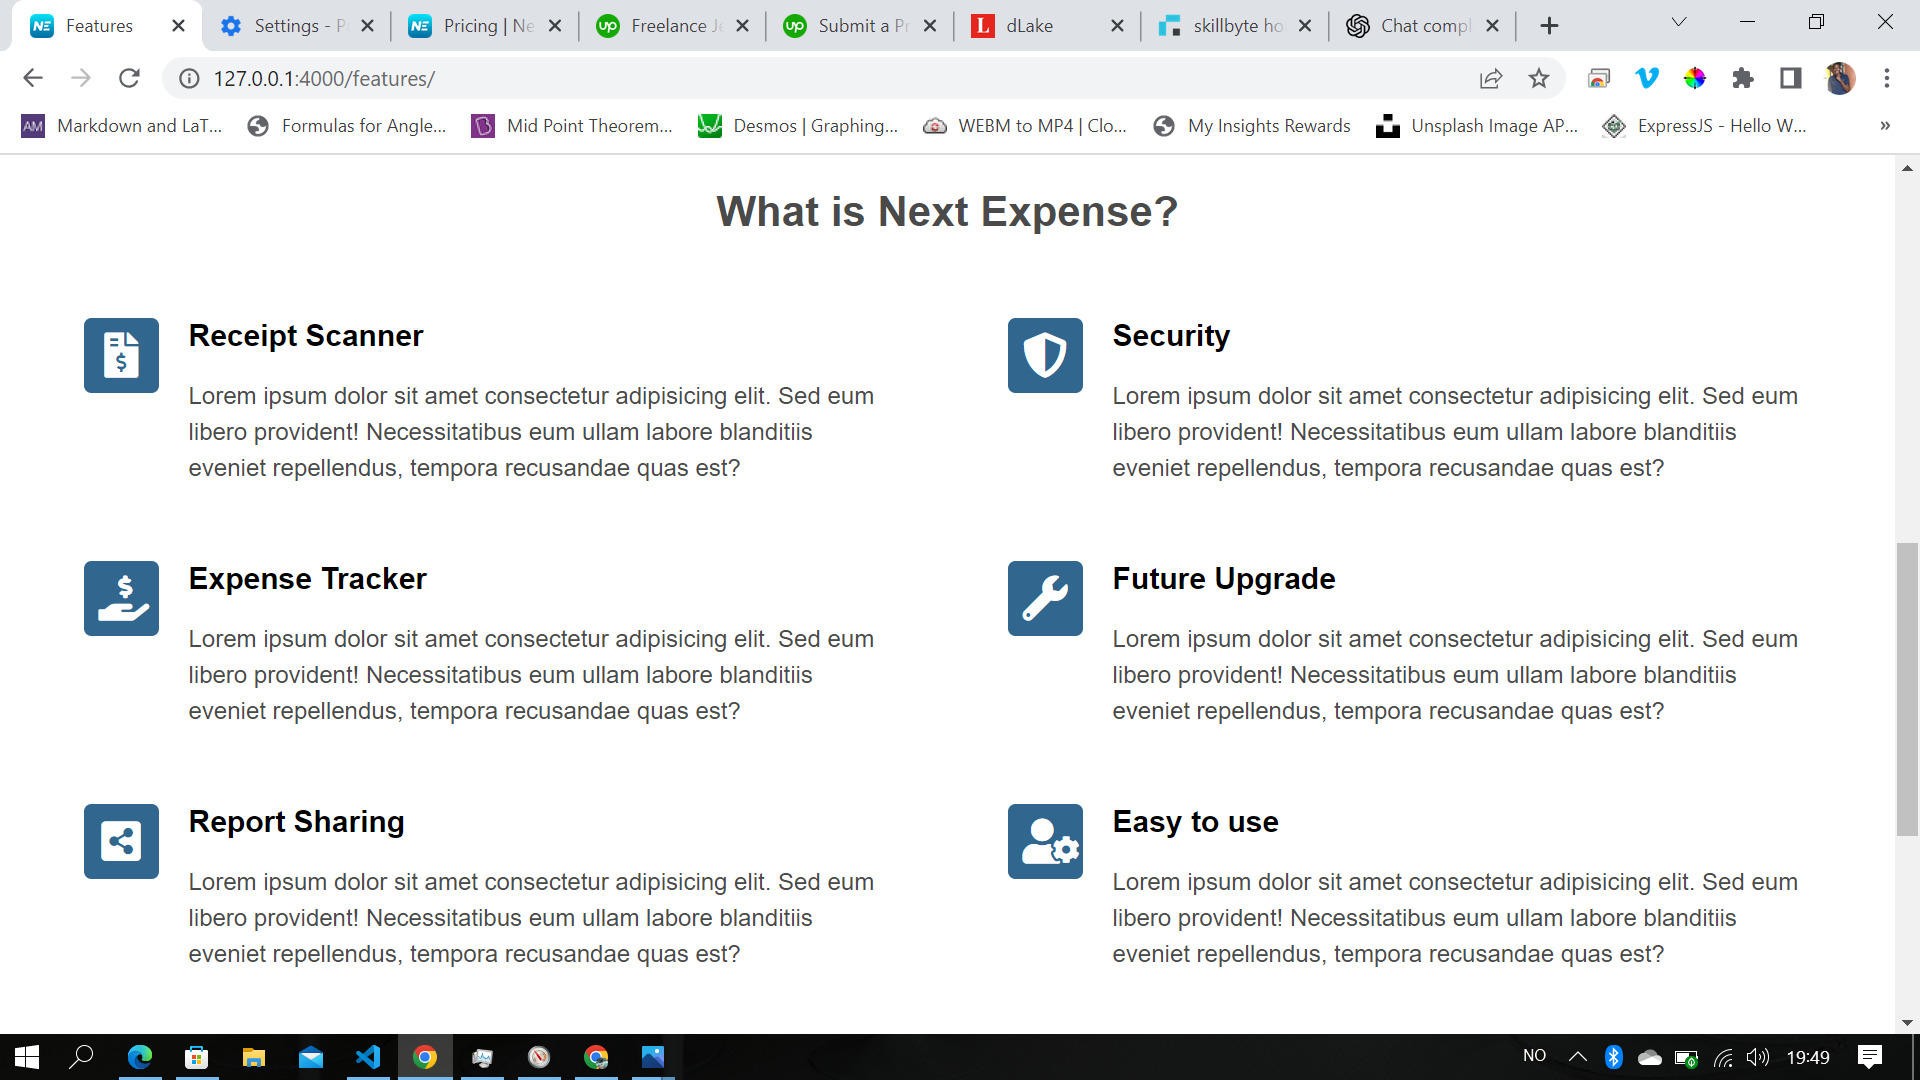 Features
Settings - P
Pricing | Ne
Freelance Je
Submit a Pr
dLake
skillbyte ho
Chat compl
127.0.0.1:4000/features/
Markdown and LaT...
Formulas for Angle...
Mid Point Theorem...
Desmos | Graphing...
WEBM to MP4 | Clo...
My Insights Rewards
Unsplash Image AP...
ExpressJS - Hello W...
»
What is Next Expense?
Receipt Scanner
Lorem ipsum dolor sit amet consectetur adipisicing elit. Sed eum
libero provident! Necessitatibus eum ullam labore blanditiis
eveniet repellendus, tempora recusandae quas est?
Security
Lorem ipsum dolor sit amet consectetur adipisicing elit. Sed eum
libero provident! Necessitatibus eum ullam labore blanditiis
eveniet repellendus, tempora recusandae quas est?
Expense Tracker
Lorem ipsum dolor sit amet consectetur adipisicing elit. Sed eum
libero provident! Necessitatibus eum ullam labore blanditiis
eveniet repellendus, tempora recusandae quas est?
Future Upgrade
Lorem ipsum dolor sit amet consectetur adipisicing elit. Sed eum
libero provident! Necessitatibus eum ullam labore blanditiis
eveniet repellendus, tempora recusandae quas est?
Report Sharing
Lorem ipsum dolor sit amet consectetur adipisicing elit. Sed eum
libero provident! Necessitatibus eum ullam labore blanditiis
eveniet repellendus, tempora recusandae quas est?
Easy to use
Lorem ipsum dolor sit amet consectetur adipisicing elit. Sed eum
libero provident! Necessitatibus eum ullam labore blanditiis
eveniet repellendus, tempora recusandae quas est?
NO
19:49